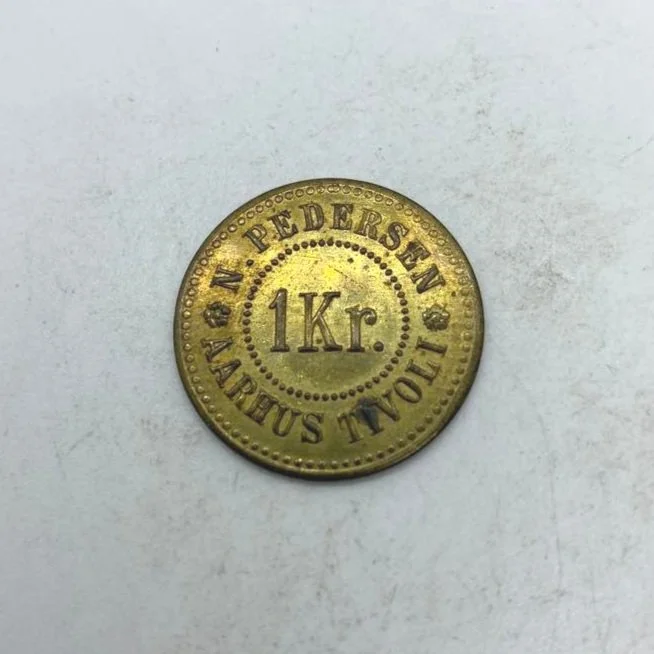 N. PEDERSEN
1Kr.
AARHUS TIVOLI